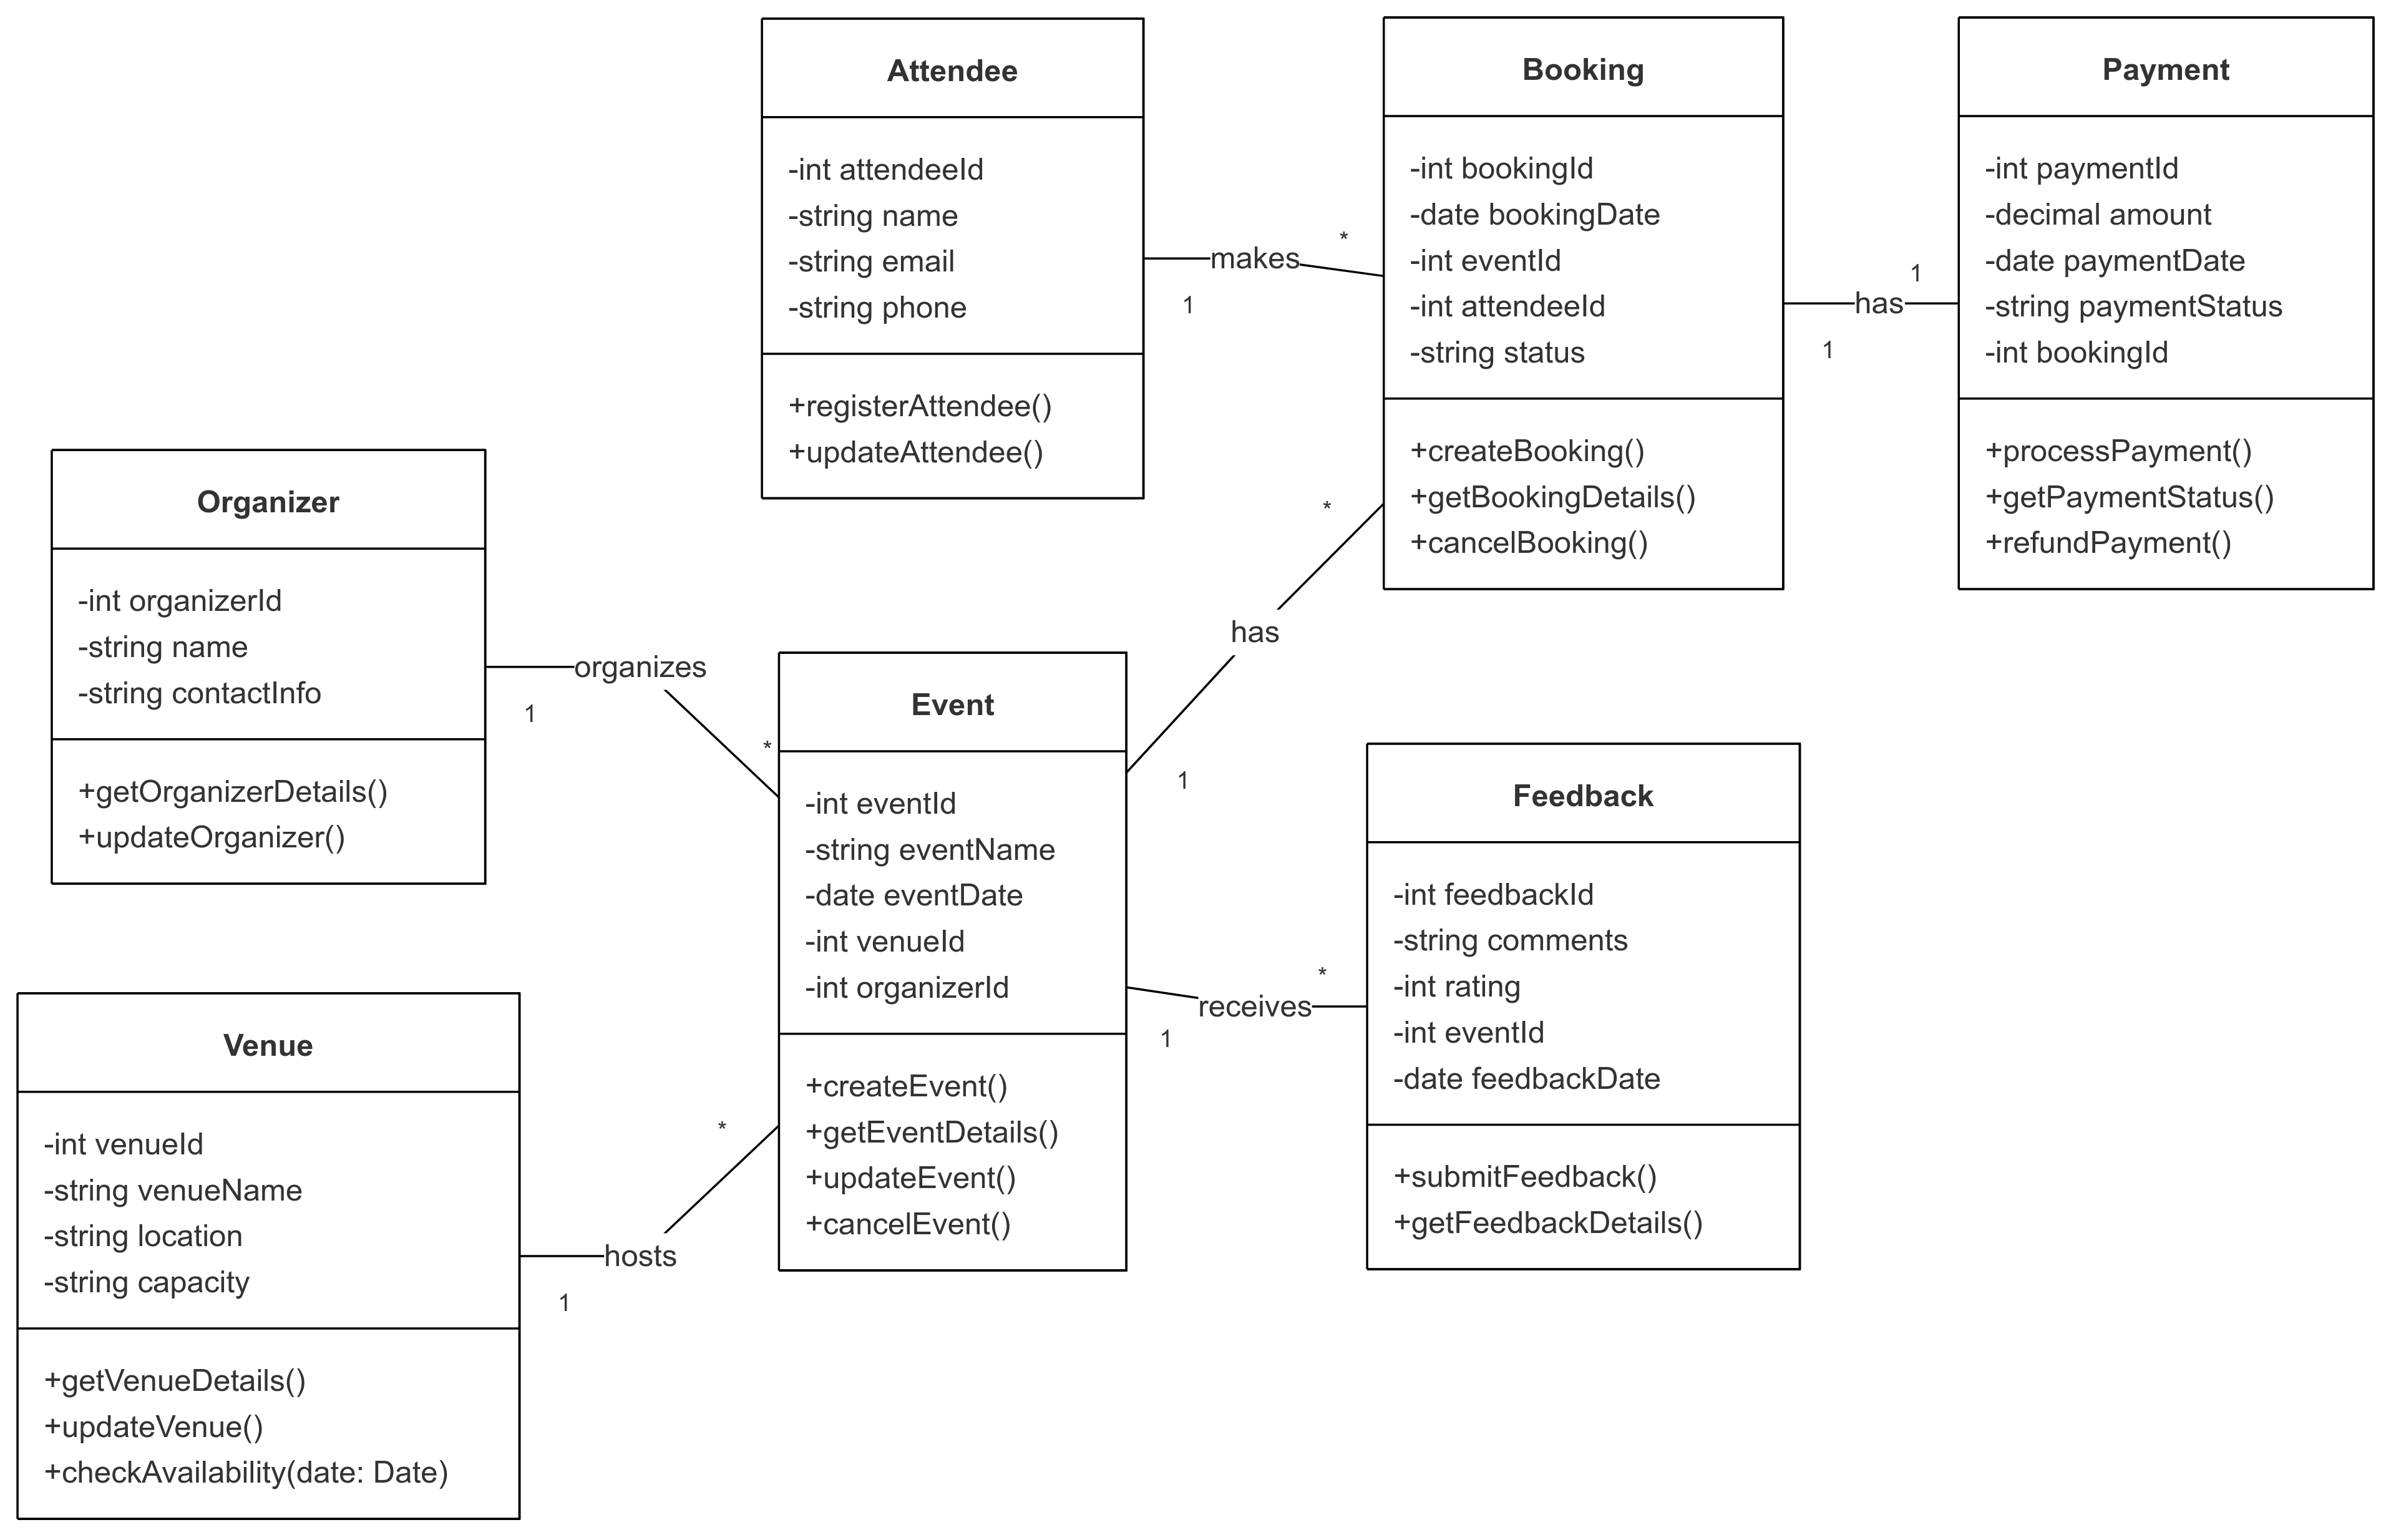 Attendee
-int attendeeId
-string name
-string email
-string phone
+registerAttendee()
+updateAttendee()
makes
1
*
Booking
-int bookingId
-date bookingDate
-int eventId
-int attendeeId
-string status
+createBooking()
+getBookingDetails()
+cancelBooking()
has
1
1
Payment
-int paymentId
-decimal amount
-date paymentDate
-string paymentStatus
-int bookingId
+processPayment()
+getPaymentStatus()
+refundPayment()
Organizer
-int organizerId
-string name
-string contactInfo
+getOrganizerDetails()
+updateOrganizer()
organizes
1
*
Event
-int eventId
-string eventName
-date eventDate
-int venueId
-int organizerId
+createEvent()
+getEventDetails()
+updateEvent()
+cancelEvent()
*
has
1
*
receives
1
Feedback
-int feedbackId
-string comments
-int rating
-int eventId
-date feedbackDate
+submitFeedback()
+getFeedbackDetails()
Venue
-int venueId
-string venueName
-string location
-string capacity
+getVenueDetails()
+updateVenue()
+checkAvailability(date: Date)
*
hosts
1